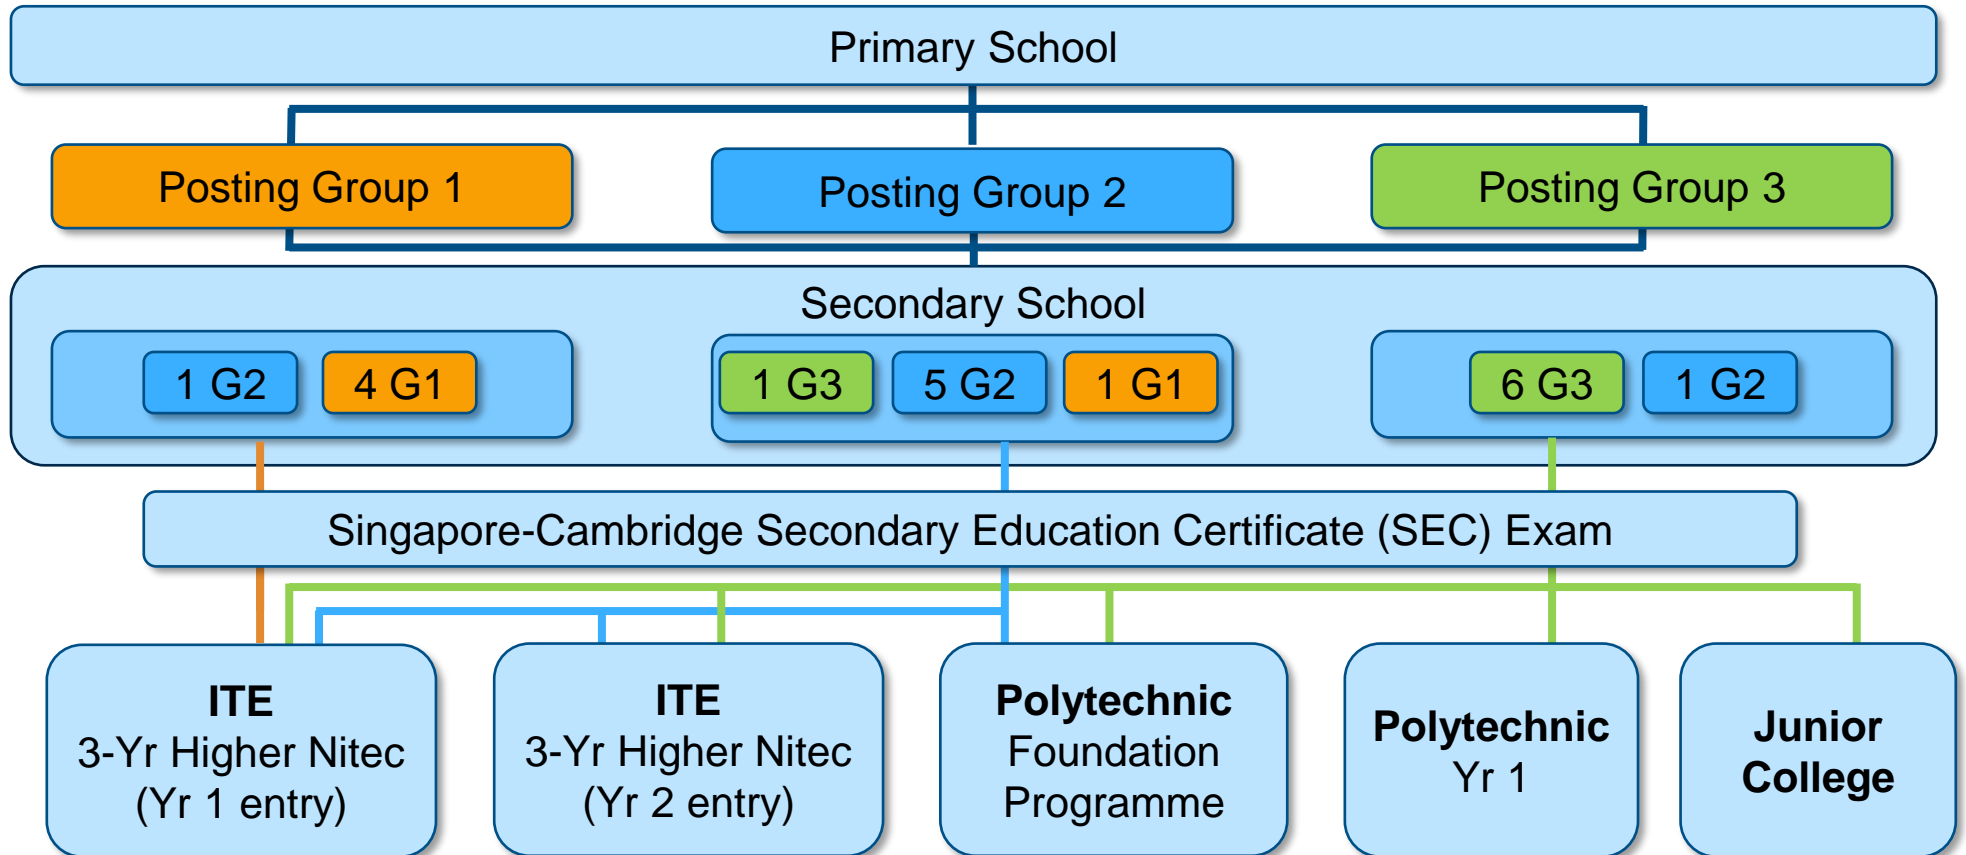 Primary School
Posting Group 1
Posting Group 2
Posting Group 3
Secondary School
1 G2
4 G1
1 G3
5 G2
1 G1
6 G3
1 G2
Singapore-Cambridge Secondary Education Certificate (SEC) Exam
ITE
3-Yr Higher Nitec
(Yr 1 entry)
ITE
3-Yr Higher Nitec
(Yr 2 entry)
Polytechnic
Foundation
Programme
Polytechnic
Yr 1
Junior
College